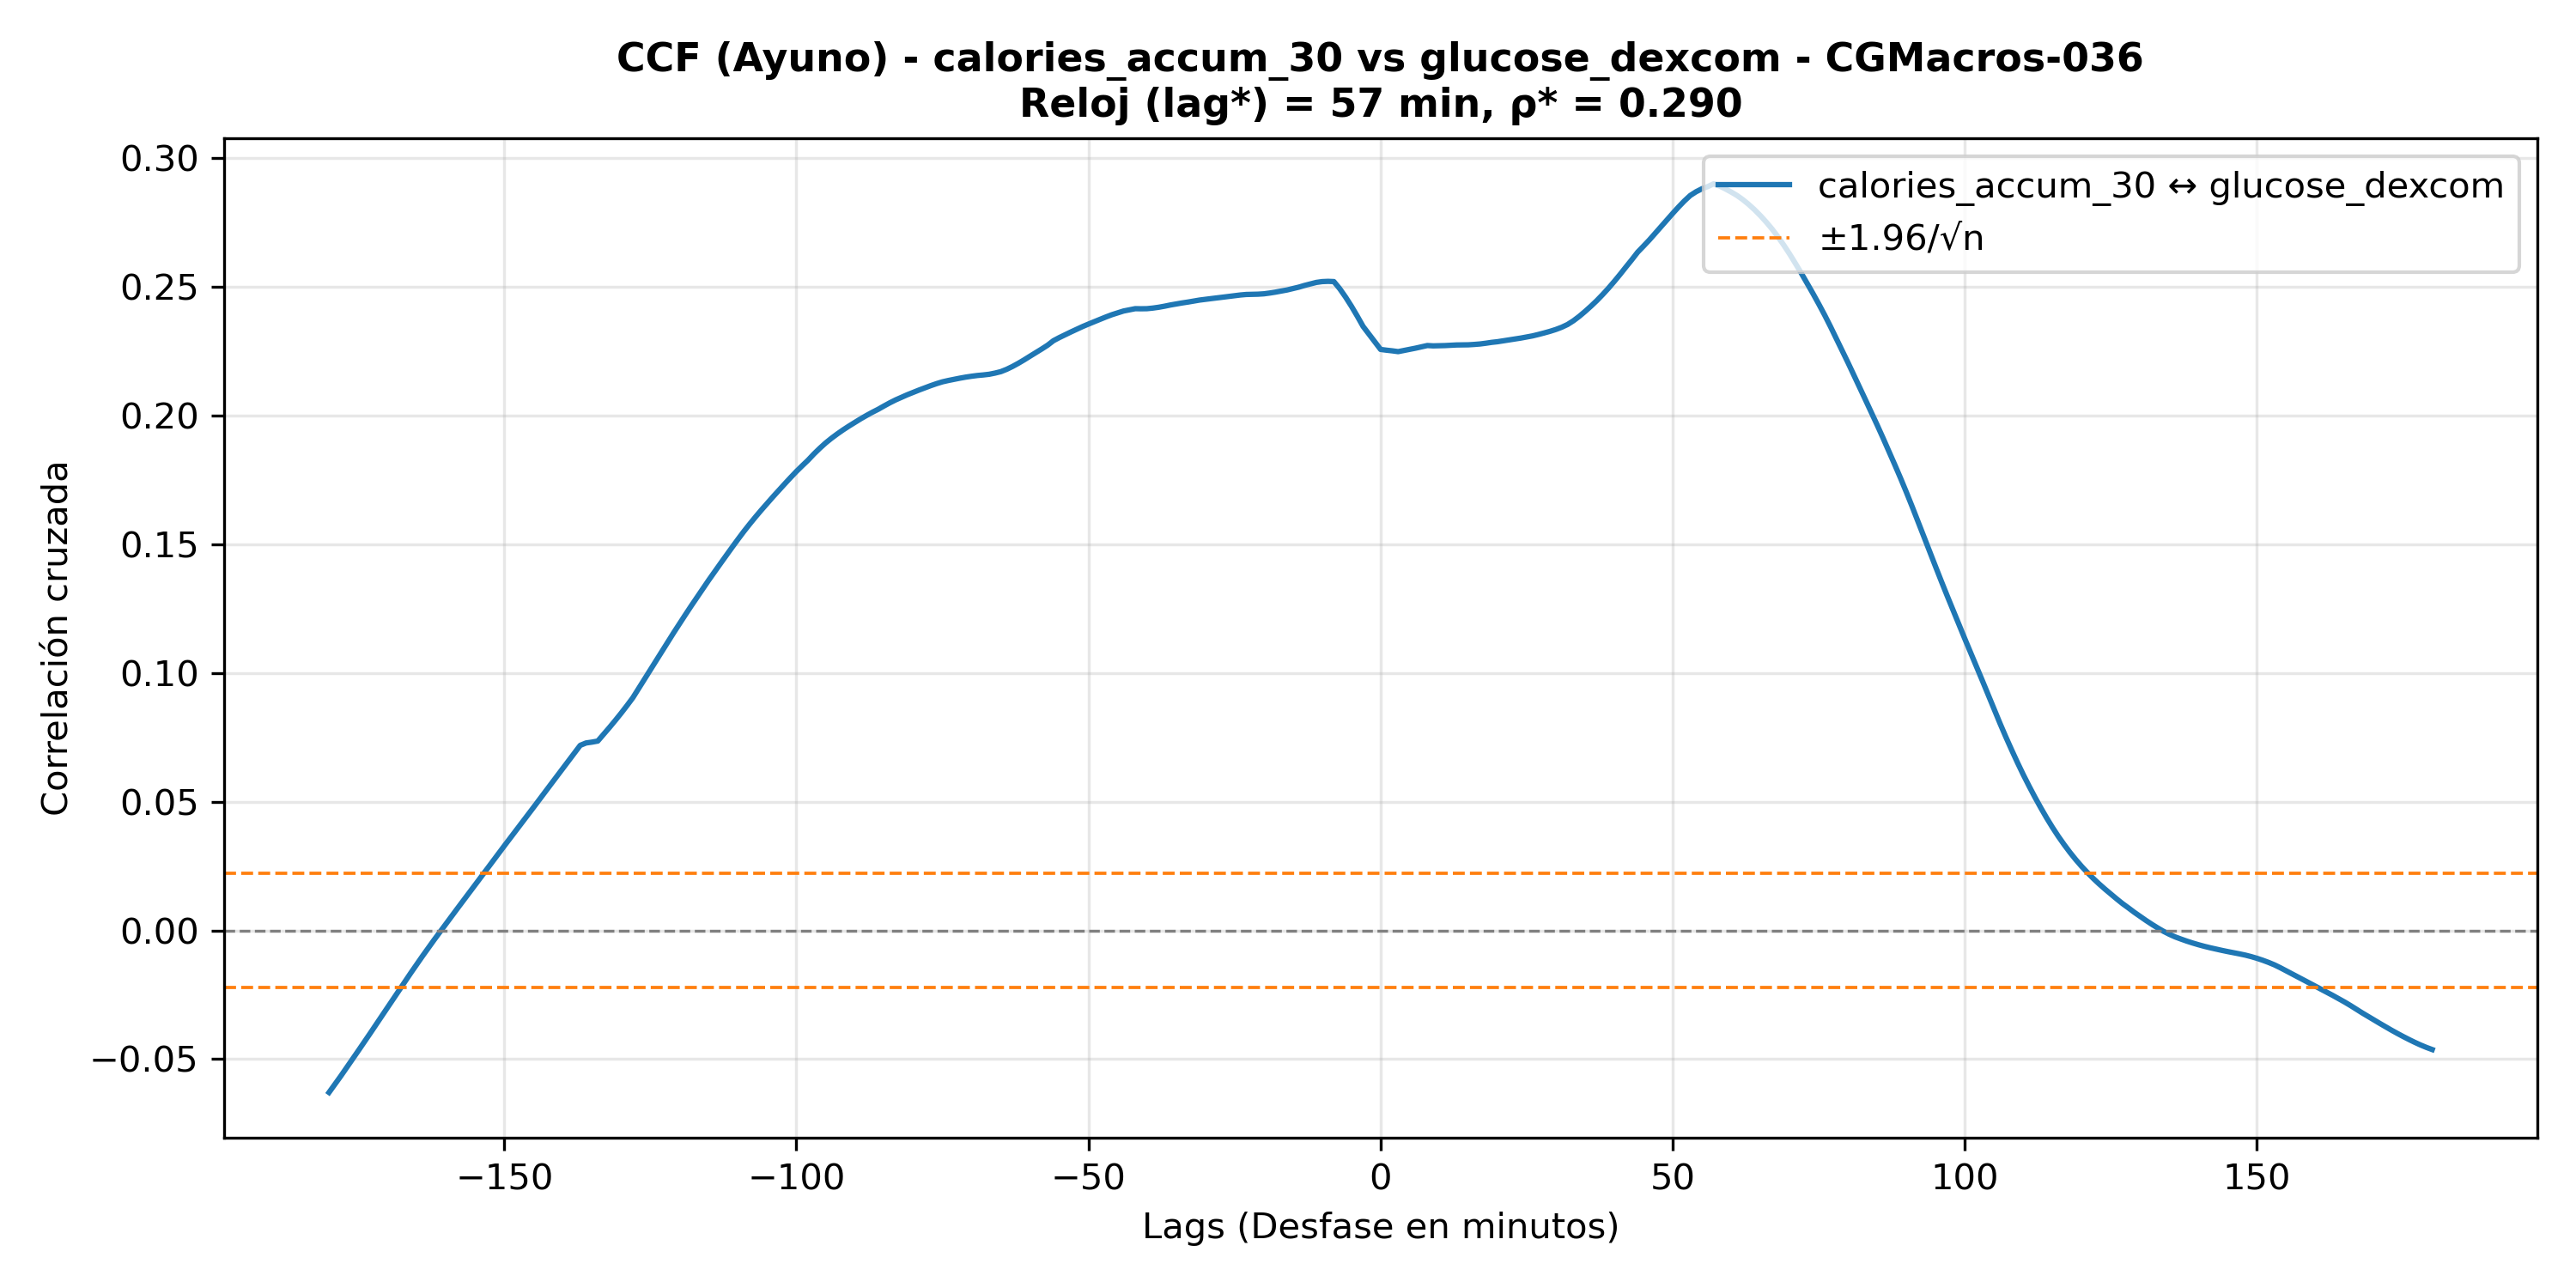 CCF (Ayuno) - calories_accum_30 vs glucose_dexcom - CGMacros-036
Reloj (lag*) = 57 min, ρ* = 0.290
calories_accum_30 ↔ glucose_dexcom
±1.96/√n
Correlación cruzada
0.30
0.25
0.20
0.15
0.10
0.05
0.00
−0.05
−150
−100
−50
0
50
100
150
Lags (Desfase en minutos)